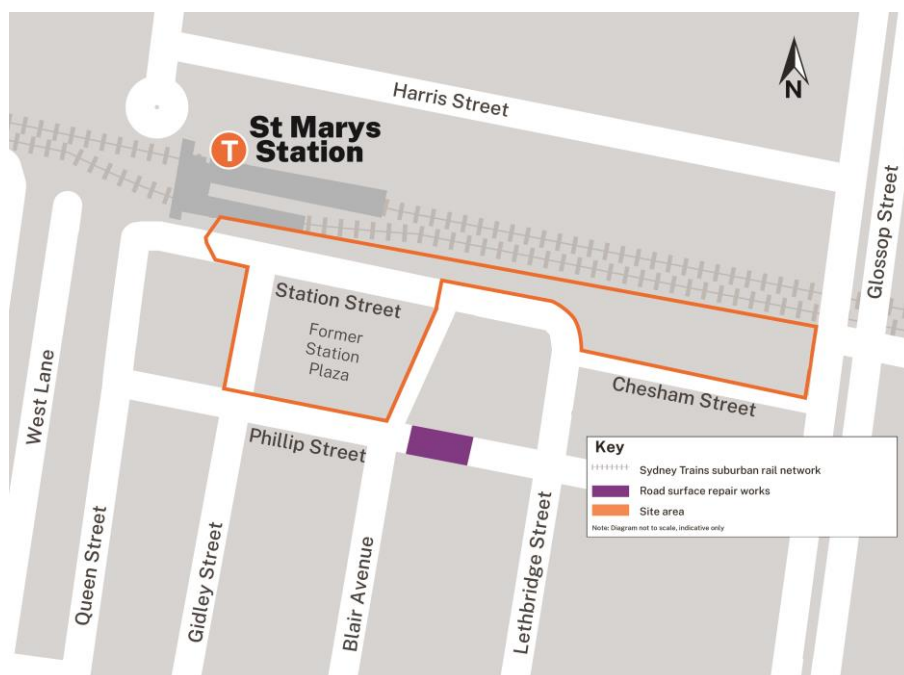 Harris Street
N
Glossop Street
T
St Marys
Station
Station Street
Former
Station
Plaza
Chesham Street
West Lane
Phillip Street
Queen Street
Gidley Street
Blair Avenue
Lethbridge Street
Key
Sydney Trains suburban rail network
Road surface repair works
Site area
Note: Diagram not to scale, indicative only